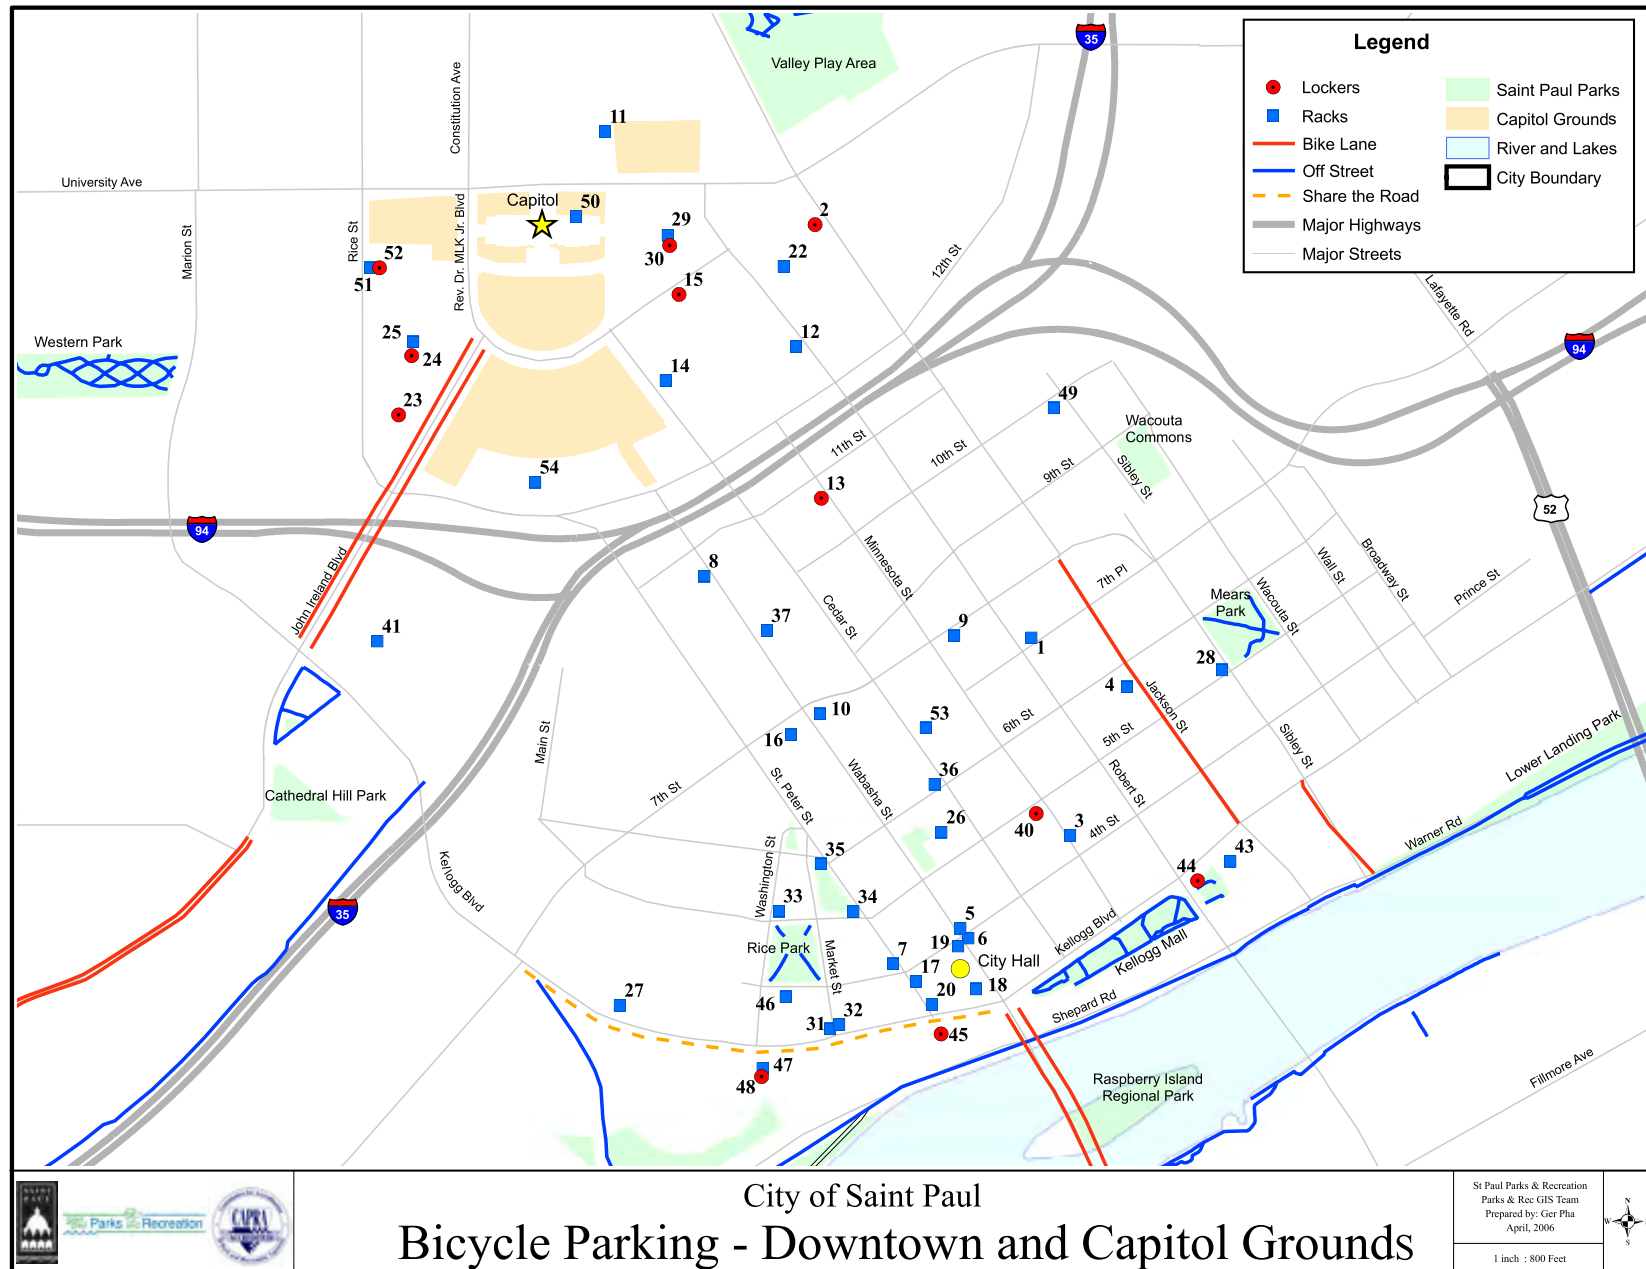 Legend
Lockers
Racks
Bike Lane
Off Street
Share the Road
Major Highways
Major Streets
Saint Paul Parks
Capitol Grounds
River and Lakes
City Boundary
35
Valley Play Area
Constitution Ave
11
University Ave
Capitol
50
Rev. Dr. MLK Jr. Blvd
Rice St
Marion St
29
30
2
22
12th St
52
51
15
Lafayette Rd
25
24
12
Western Park
94
14
23
49
Wacouta
Commons
11th St
10th St
9th St
Sibley St
54
13
52
94
8
Minnesota St
7th Pl
Wall St
Broadway St
Prince St
John Ireland Blvd
Cedar St
Mears
Park
Wacouta St
37
9
1
41
28
4
Jackson St
10
16
53
6th St
5th St
Main St
Sibley St
Lower Landing Park
St. Peter St
Wabasha St
36
Robert St
7th St
Cathedral Hill Park
26
40
3
4th St
Warner Rd
Washington St
35
43
44
Kellogg Blvd
35
33
34
5
6
19
Kellogg Blvd
Kellogg Mall
Rice Park
Market St
7
17
City Hall
18
20
27
46
31
32
45
Shepard Rd
47
48
Raspberry Island
Regional Park
Fillmore Ave
SAINT
PAUL
Parks
Recreation
CAPRA
City of Saint Paul
Bicycle Parking - Downtown and Capitol Grounds
St Paul Parks & Recreation
Parks & Rec GIS Team
Prepared by: Ger Pha
April, 2006
1 inch : 800 Feet
N
W
S